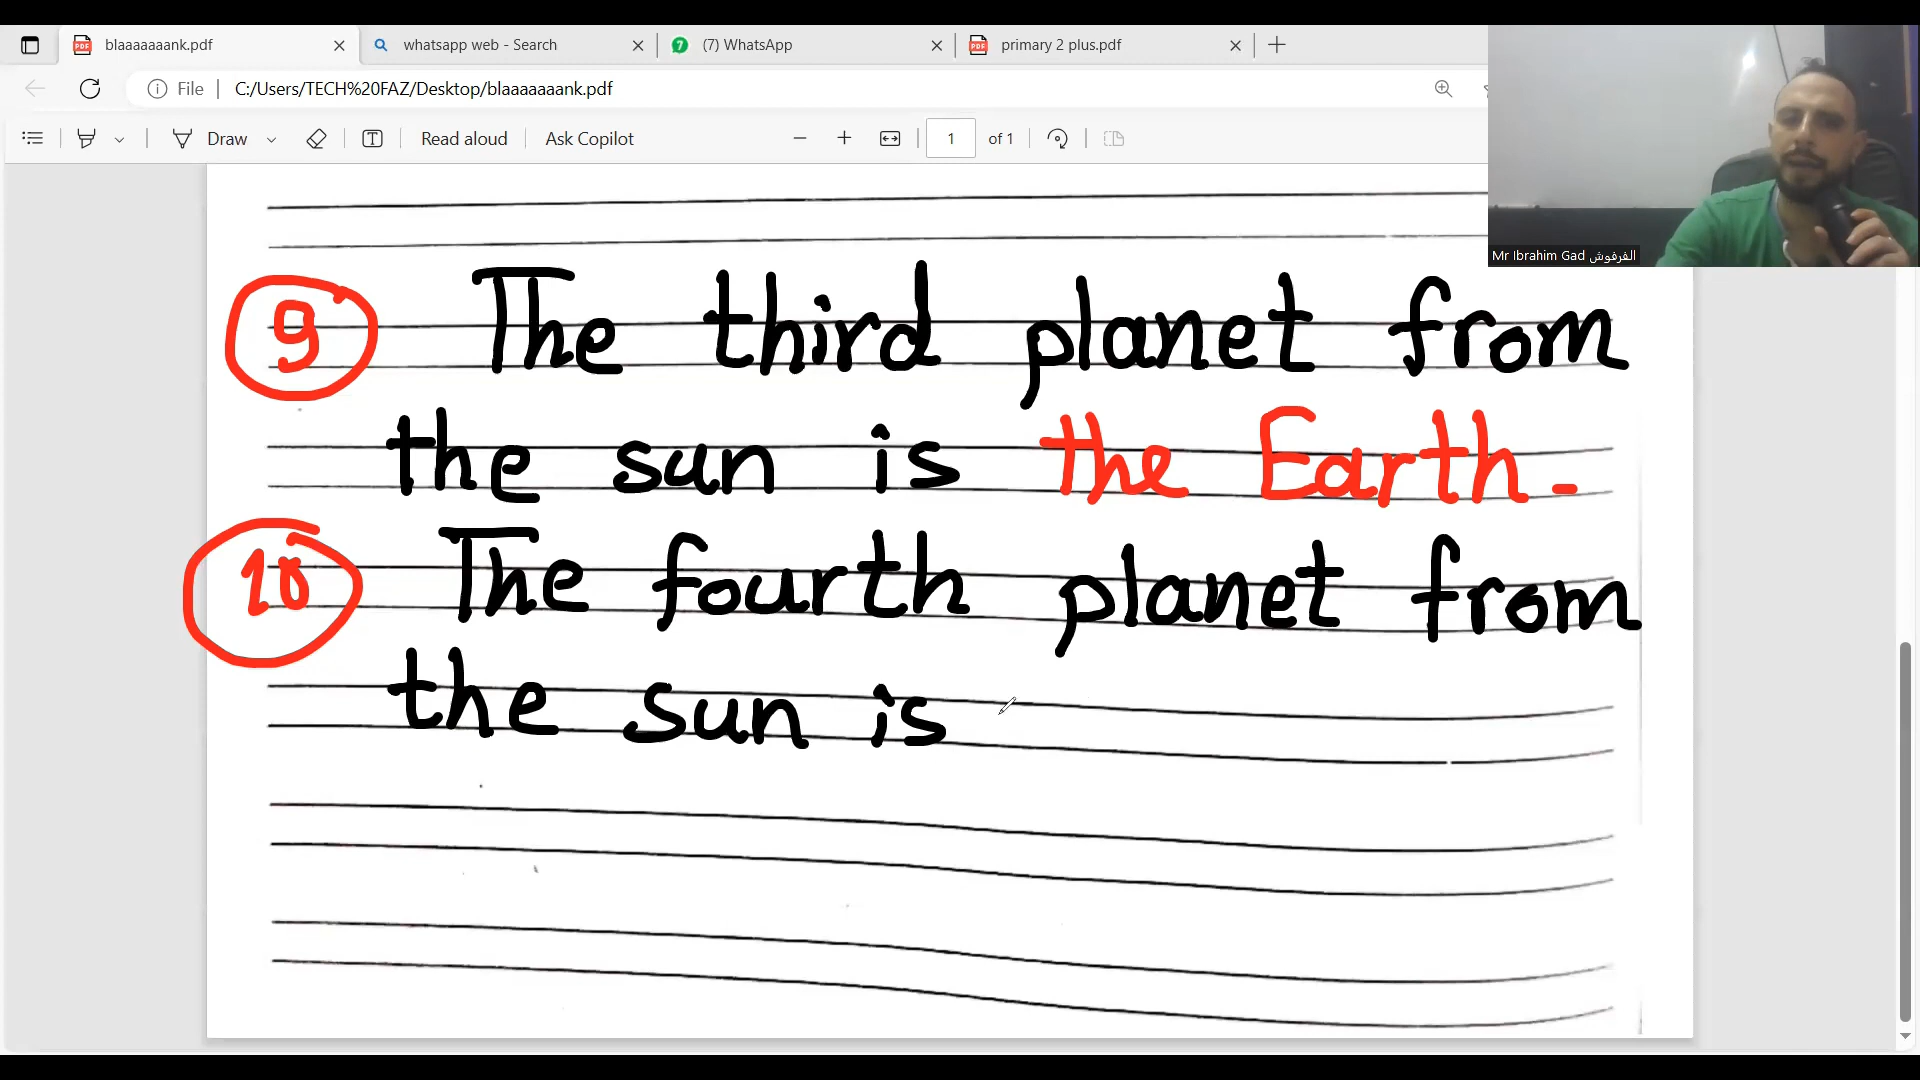 blaaaaaaank.pdf
whatsapp web - Search
(7) WhatsApp
primary 2 plus.pdf
File
C:/Users/TECH%20FAZ/Desktop/blaaaaaaank.pdf
Draw
Read aloud
Ask Copilot
1 of 1
Mr Ibrahim Gad القرفوش
9 The third planet from
the sun is the Earth.
10 The fourth planet from
the sun is